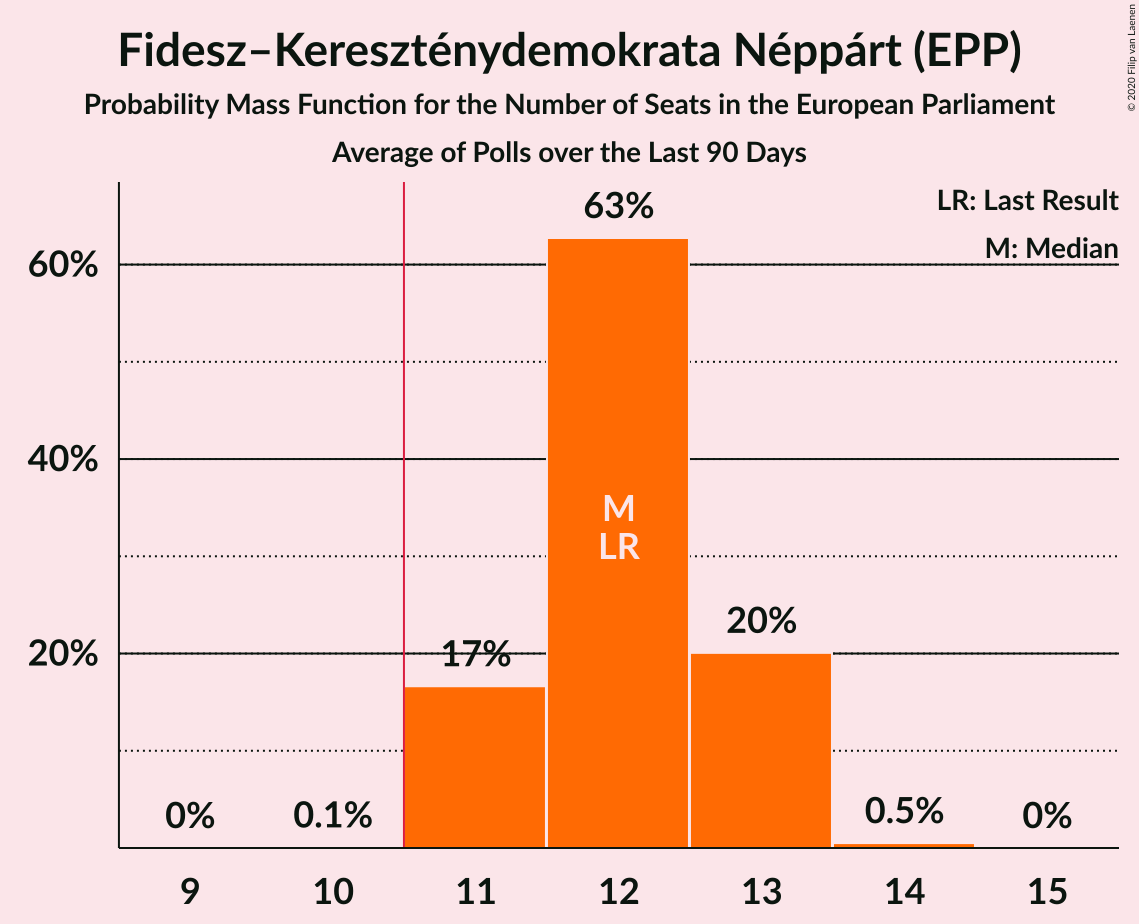 Fidesz–Kereszténydemokrata Néppárt (EPP)
Probability Mass Function for the Number of Seats in the European Parliament
Average of Polls over the Last 90 Days
© 2020 Filip van Laenen
LR: Last Result
M: Median
63%
60%
40%
M
LR
20%
17%
20%
0%
0.1%
0.5%
0%
9
10
11
12
13
14
15